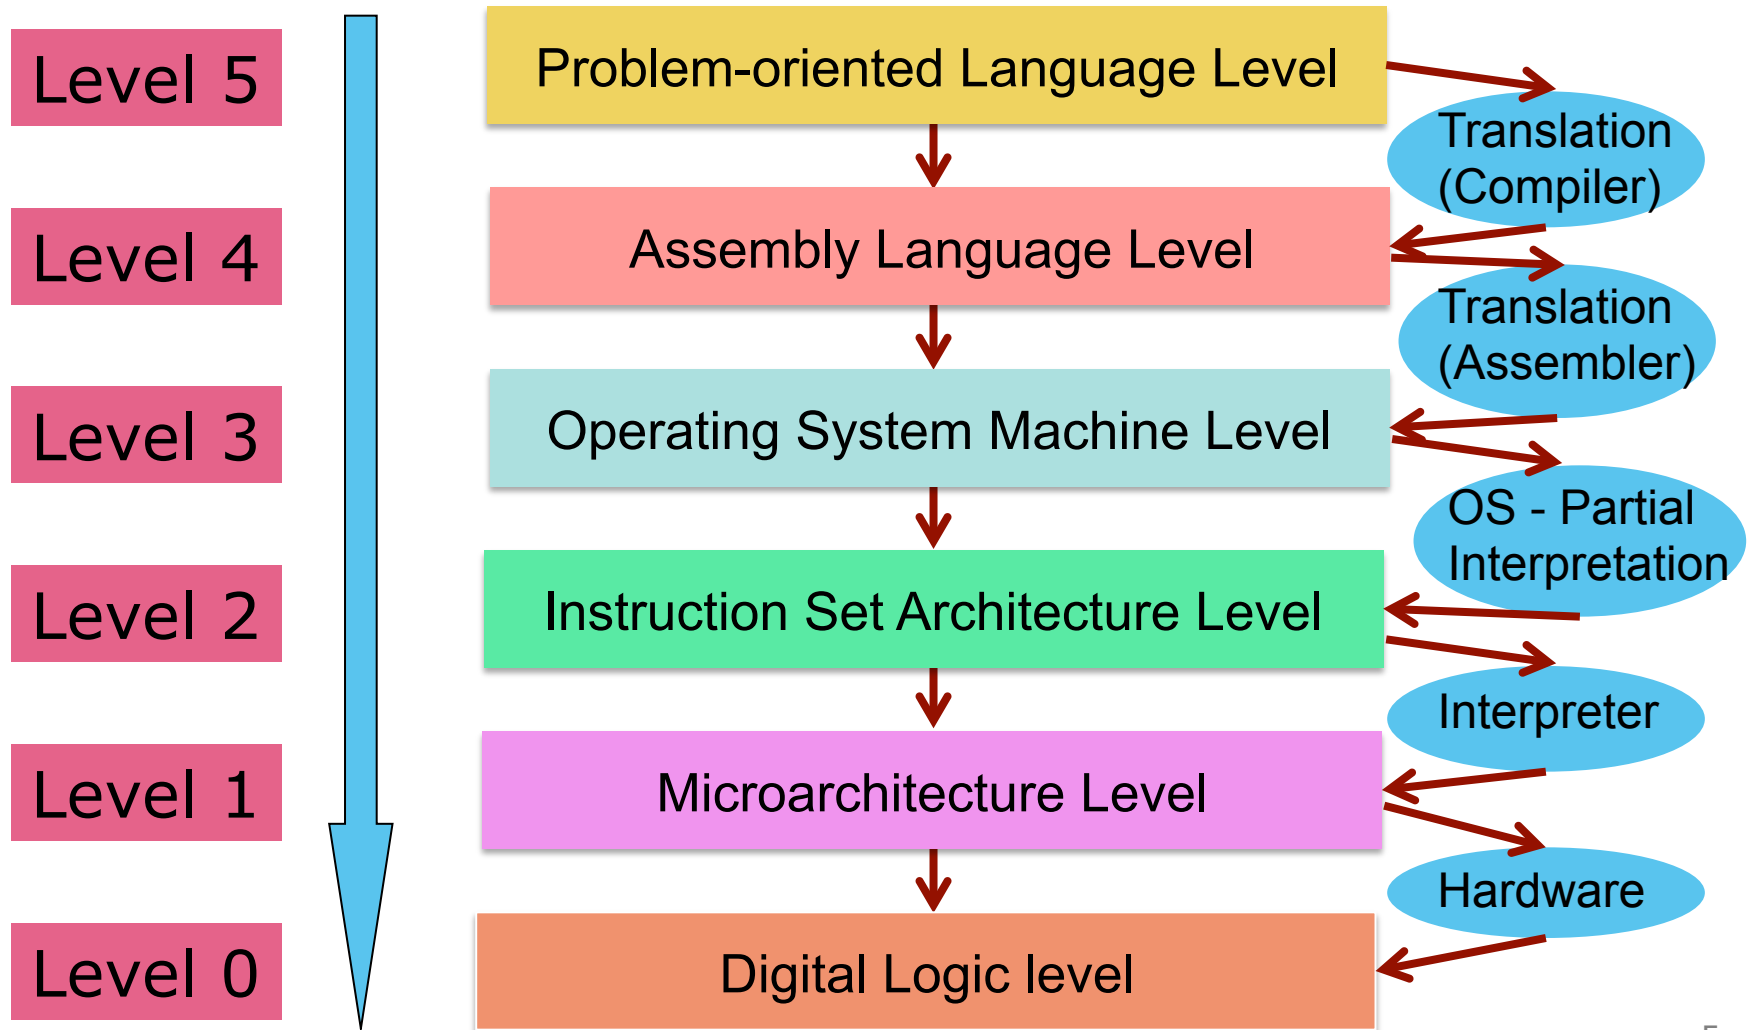 Level 5
Problem-oriented Language Level
Translation
(Compiler)
Level 4
Assembly Language Level
Translation
(Assembler)
Level 3
Operating System Machine Level
OS - Partial
Interpretation
Level 2
Instruction Set Architecture Level
Interpreter
Level 1
Microarchitecture Level
Hardware
Level 0
Digital Logic level